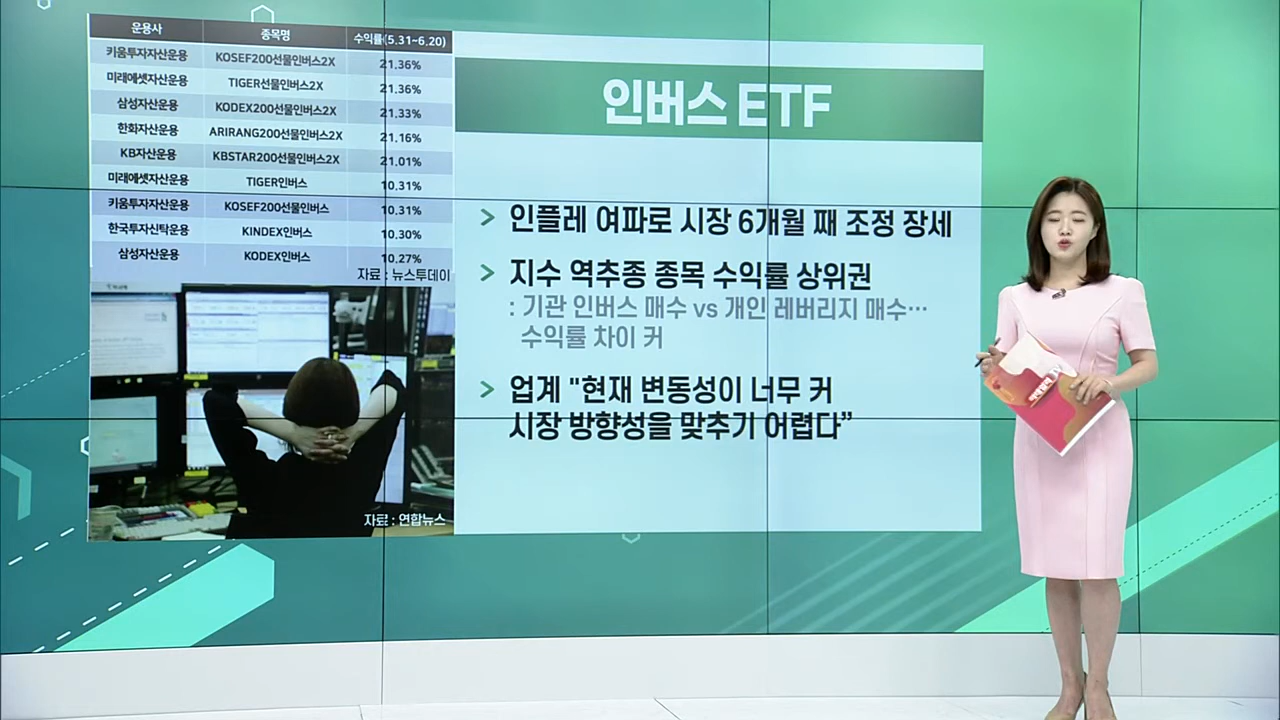 운용사 종목명 수익률(5.31~6.20)
키움투자자산운용 KOSEF200선물인버스2X 21.36%
미래에셋자산운용 TIGER선물인버스2X 21.36%
삼성자산운용 KODEX200선물인버스2X 21.33%
한화자산운용 ARIRANG200선물인버스2X 21.16%
KB자산운용 KBSTAR200선물인버스2X 21.01%
미래에셋자산운용 TIGER인버스 10.31%
키움투자자산운용 KOSEF200선물인버스 10.31%
한국투자신탁운용 KINDEX인버스 10.30%
삼성자산운용 KODEX인버스 10.27%
자료 : 뉴스투데이
자료 : 연합뉴스
인버스 ETF
> 인플레 여파로 시장 6개월 째 조정 장세
> 지수 역추종 종목 수익률 상위권
: 기관 인버스 매수 vs 개인 레버리지 매수…
수익률 차이 커
> 업계 "현재 변동성이 너무 커
시장 방향성을 맞추기 어렵다”